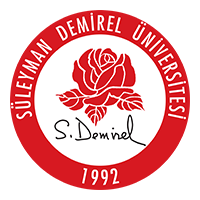 SÜLEYMAN DEMİREL ÜNİVERSİTESİ
S. Demirel
1992